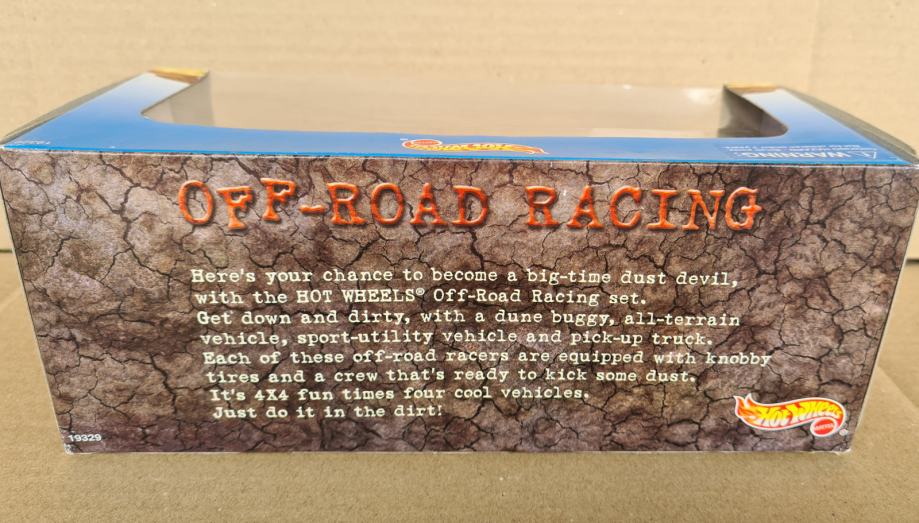 Hot Wheels
WARNING:
OFF-ROAD RACING
Here's your chance to become a big-time dust devil,
with the HOT WHEELS® Off-Road Racing set.
Get down and dirty, with a dune buggy, all-terrain
vehicle, sport-utility vehicle and pick-up truck.
Each of these off-road racers are equipped with knobby
tires and a crew that's ready to kick some dust.
It's 4X4 fun times four cool vehicles.
Just do it in the dirt!
Hot Wheels
MATTEL
®
19329